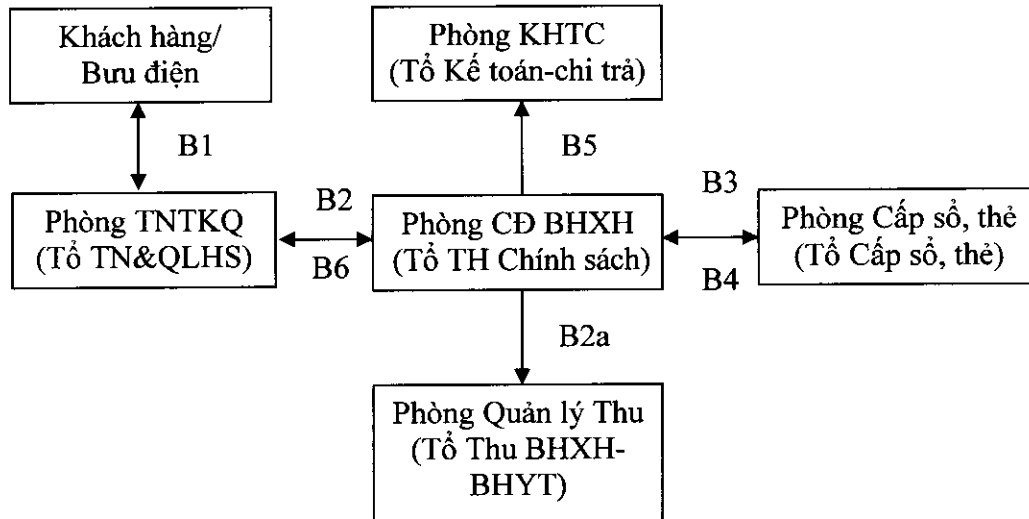 Khách hàng/
Bưu điện
Phòng KHTC
(Tổ Kế toán-chi trả)
B1
B5
Phòng TNTKQ
(Tổ TN&QLHS)
B2
B6
Phòng CĐ BHXH
(Tổ TH Chính sách)
B3
B4
Phòng Cấp sổ, thẻ
(Tổ Cấp sổ, thẻ)
B2a
Phòng Quản lý Thu
(Tổ Thu BHXH-
BHYT)